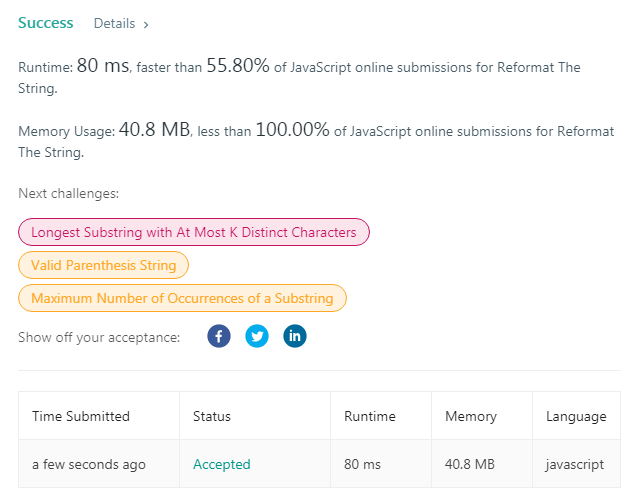 Success Details ›
Runtime: 80 ms, faster than 55.80% of JavaScript online submissions for Reformat The
String.
Memory Usage: 40.8 MB, less than 100.00% of JavaScript online submissions for Reformat
The String.
Next challenges:
Longest Substring with At Most K Distinct Characters
Valid Parenthesis String
Maximum Number of Occurrences of a Substring
Show off your acceptance: f in
Time Submitted Status Runtime Memory Language
a few seconds ago Accepted 80 ms 40.8 MB javascript